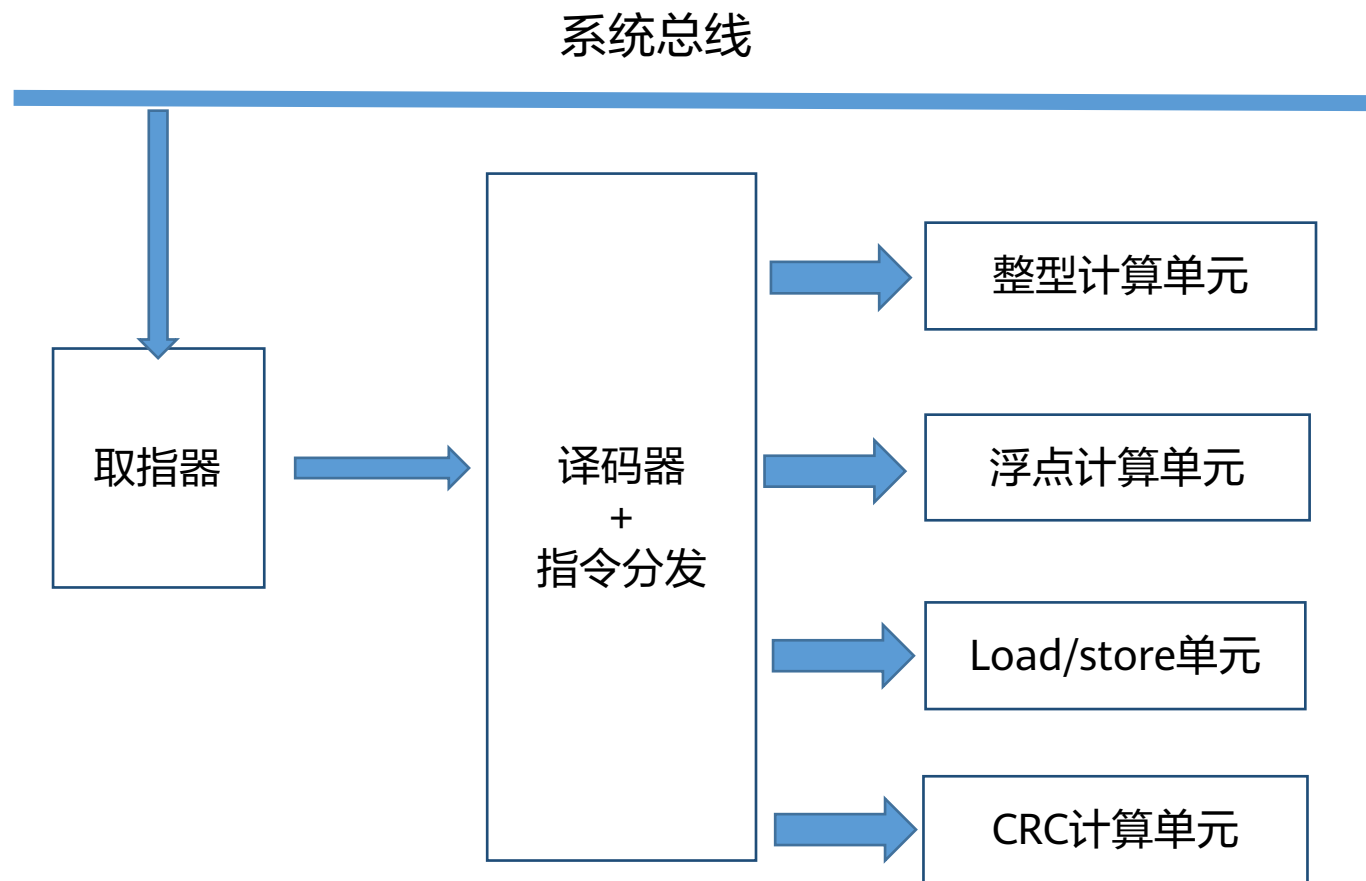 系统总线
取指器
译码器
+
指令分发
整型计算单元
浮点计算单元
Load/store单元
CRC计算单元